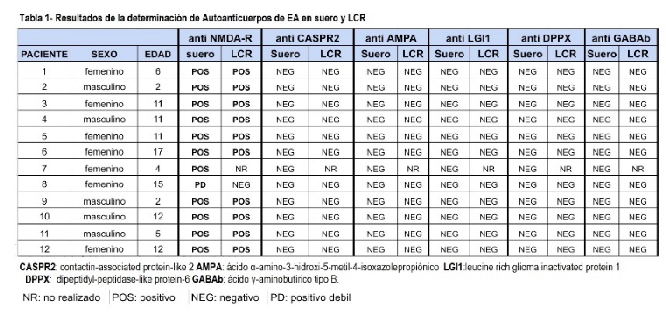 Tabla 1- Resultados de la determinación de Autoanticuerpos de EA en suero y LCR
anti NMDA-R anti CASPR2 anti AMPA anti LGI1 anti DPPX anti GABAb
PACIENTE SEXO EDAD suero LCR Suero LCR Suero LCR Suero LCR Suero LCR Suero LCR
1 femenino 6 POS POS NEG NEG NEG NEG NEG NEG NEG NEG NEG NEG
2 masculino 2 POS POS NEG NEG NEG NEG NEG NEG NEG NEG NEG NEG
3 femenino 11 POS POS NEG NEG NEG NEG NEG NEG NEG NEG NEG NEG
4 masculino 11 POS POS NEG NEG NEG NEG NEG NEG NEG NEG NEG NEG
5 femenino 11 POS POS NEG NEG NEG NEG NEG NEG NEG NEG NEG NEG
6 femenino 17 POS POS NEG NEG NEG NEG NEG NEG NEG NEG NEG NEG
7 femenino 4 POS NR NEG NR NEG NR NEG NR NEG NR NEG NR
8 femenino 15 PD NEG NEG NEG NEG NEG NEG NEG NEG NEG NEG NEG
9 masculino 2 POS POS NEG NEG NEG NEG NEG NEG NEG NEG NEG NEG
10 masculino 12 POS POS NEG NEG NEG NEG NEG NEG NEG NEG NEG NEG
11 masculino 5 POS POS NEG NEG NEG NEG NEG NEG NEG NEG NEG NEG
12 femenino 12 POS POS NEG NEG NEG NEG NEG NEG NEG NEG NEG NEG
CASPR2: contactin-associated protein-like 2 AMPA: ácido α-amino-3-hidroxi-5-metil-4-isoxazolepropiónico LGI1:leucine rich glioma inactivated protein 1
DPPX: dipeptidyl-peptidase-like protein-6 GABAb: ácido γ-aminobutírico tipo B.
NR: no realizado POS: positivo NEG: negativo PD: positivo debil